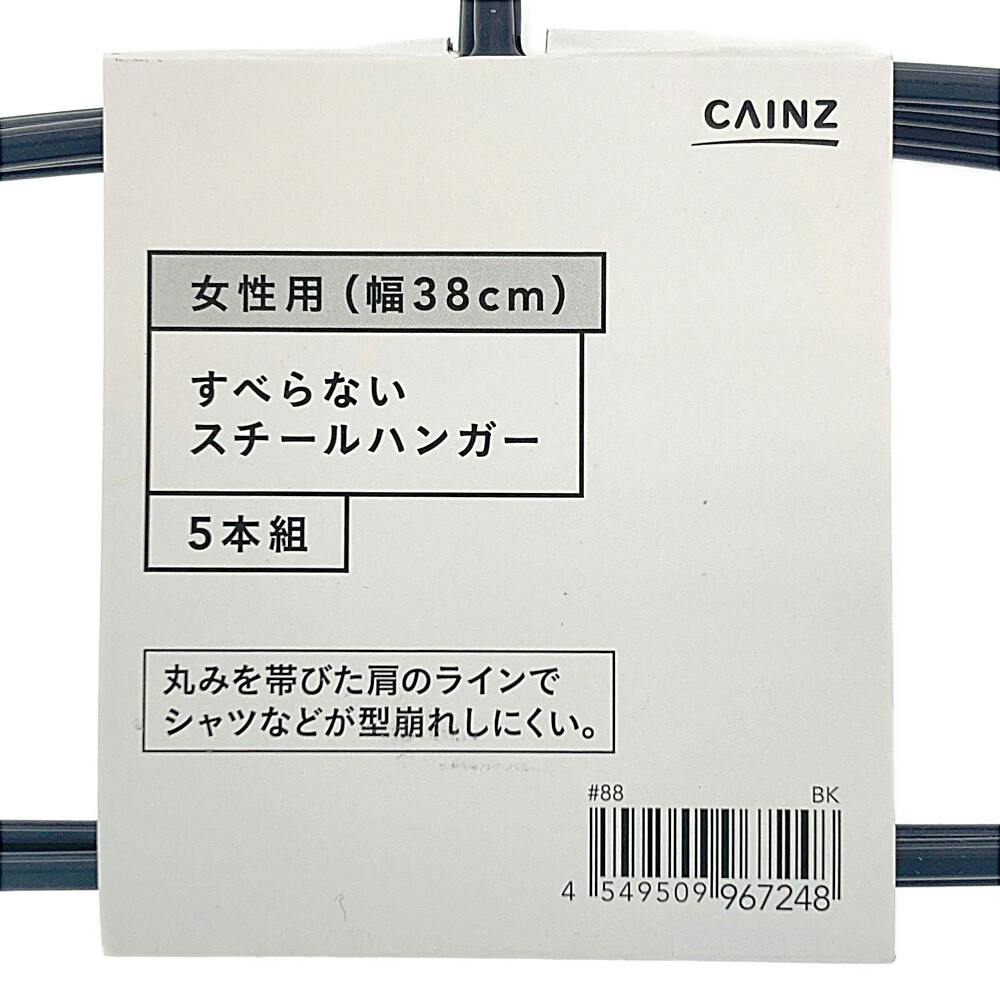 CAINZ
女性用(幅38cm)
すべらない
スチールハンガー
5本組
丸みを帯びた肩のラインで
シャツなどが型崩れしにくい。
#88 BK
4 549509 967248